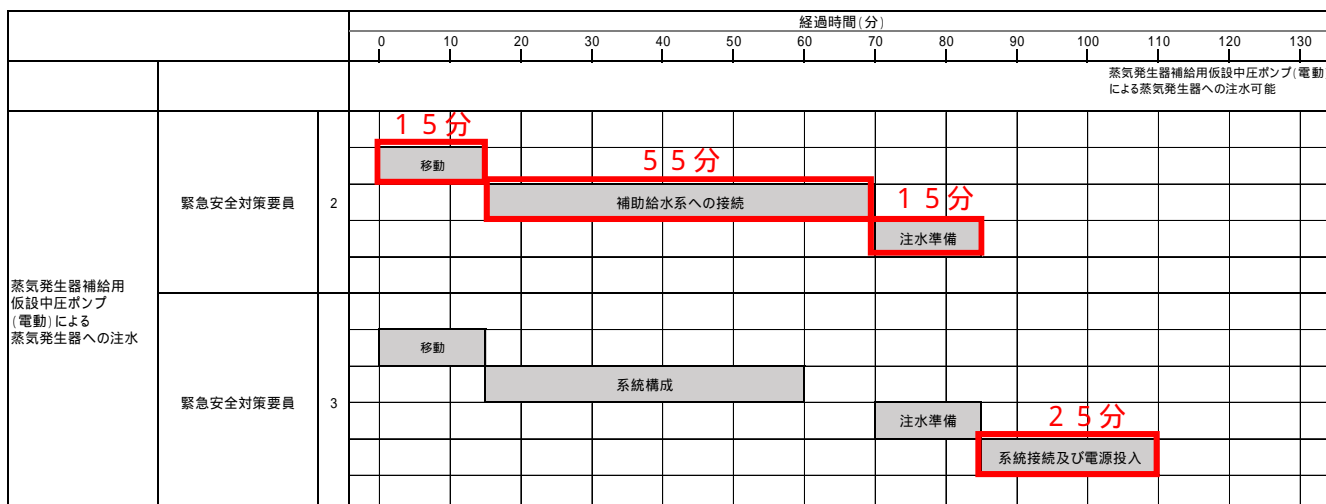 経過時間(分)
0 10 20 30 40 50 60 70 80 90 100 110 120 130
蒸気発生器補給用仮設中圧ポンプ(電動)
による蒸気発生器への注水可能
15分
移動
55分
補助給水系への接続
15分
緊急安全対策要員 2
注水準備
蒸気発生器補給用
仮設中圧ポンプ
(電動)による
蒸気発生器への注水
移動
系統構成
緊急安全対策要員 3
注水準備
25分
系統接続及び電源投入